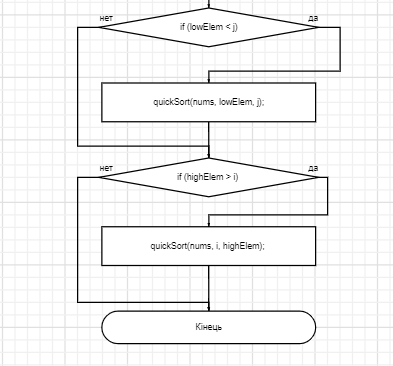 нет
да
if (lowElem < j)
quickSort(nums, lowElem, j);
нет
да
if (highElem > i)
quickSort(nums, i, highElem);
Кінець